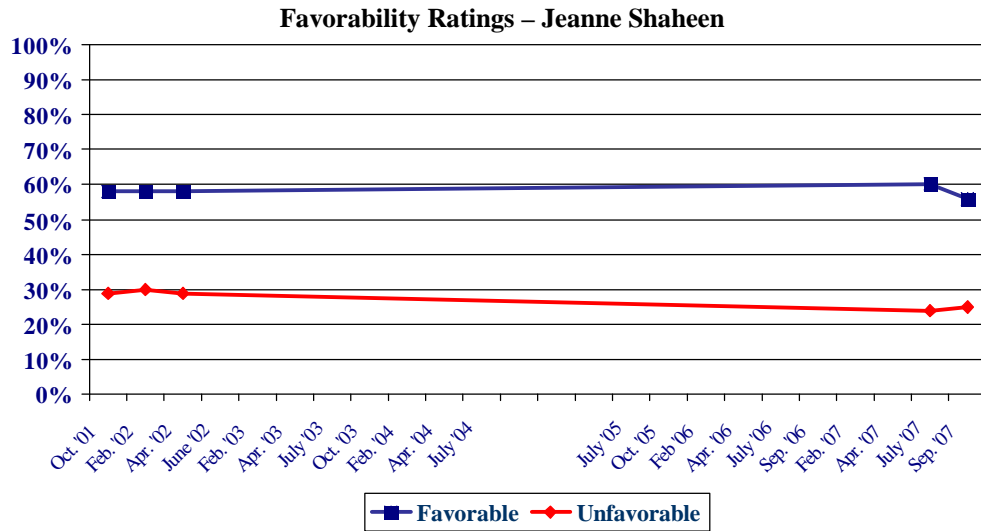 Favorability Ratings – Jeanne Shaheen
100%
90%
80%
70%
60%
50%
40%
30%
20%
10%
0%
Oct. '01
Feb. '02
Apr. '02
June '02
Feb. '03
Apr. '03
July '03
Oct. '03
Feb. '04
Apr. '04
July '04
July '05
Oct. '05
Feb '06
Apr. '06
July '06
Sep. '06
Feb. '07
Apr. '07
July '07
Sep. '07
Favorable
Unfavorable